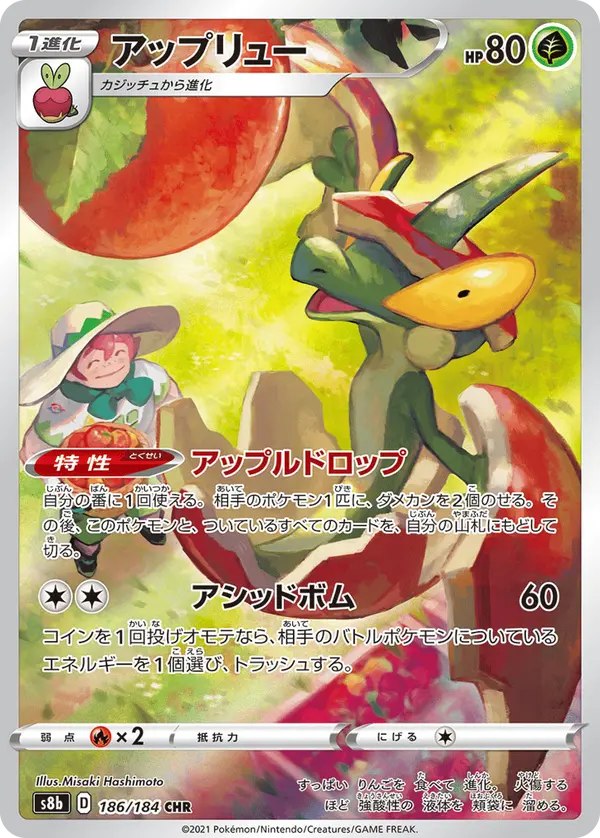 1進化
アップリュー
HP80
カジッチュから進化
特性
とくせい
アップルドロップ
自分の番に1回使える。相手のポケモン1匹に、ダメカンを2個のせる。そ
の後、このポケモンと、ついているすべてのカードを、自分の山札にもどして
切る。
アシッドボム 60
コインを1回投げオモテなら、相手のバトルポケモンについている
エネルギーを1個選び、トラッシュする。
弱点 ×2 抵抗力 にげる
Illus.Misaki Hashimoto
s8b D 186/184 CHR
すっぱい りんごを 食べて 進化。 火傷する
ほど 強酸性の 液体を 頬袋に 溜める。
©2021 Pokémon/Nintendo/Creatures/GAME FREAK.